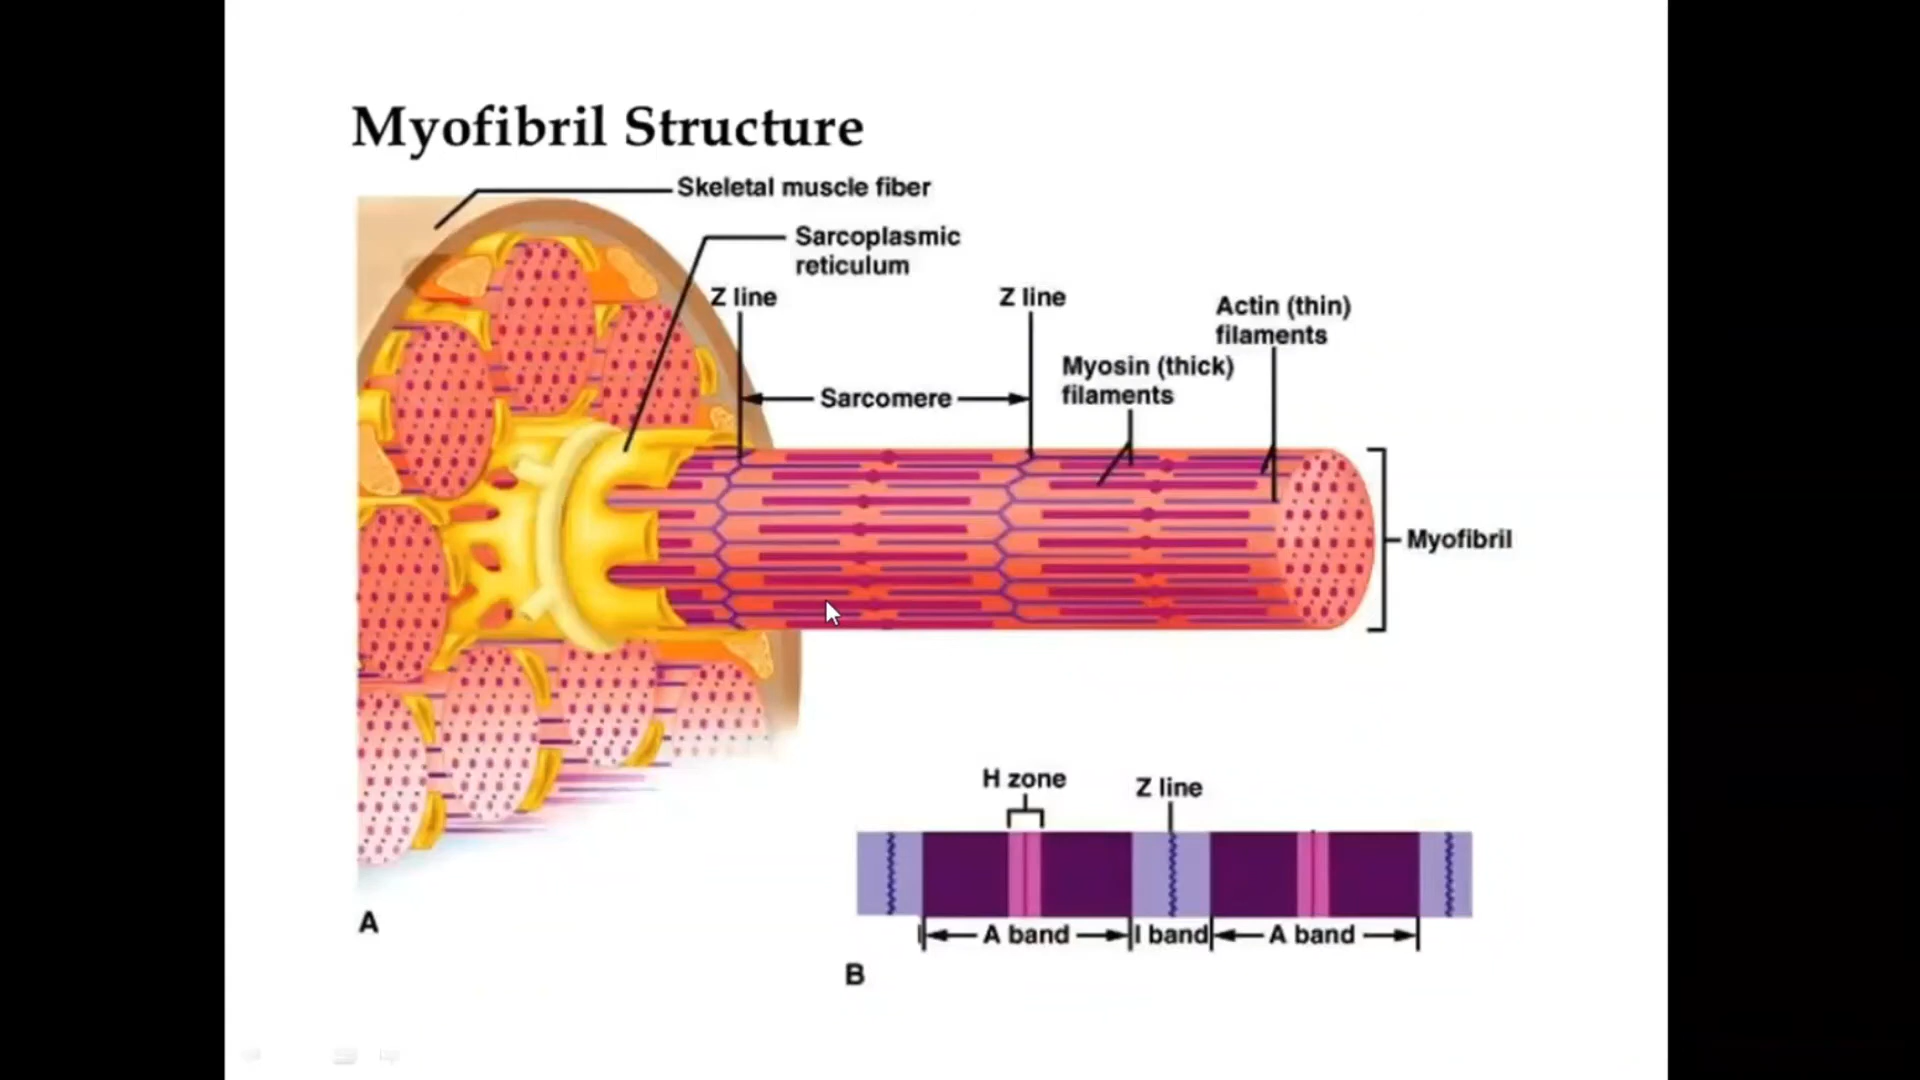 Myofibril Structure
Skeletal muscle fiber
Sarcoplasmic
reticulum
Z line
Z line
Actin (thin)
filaments
Myosin (thick)
filaments
Sarcomere
Myofibril
H zone
Z line
A band
I band
A band
A
B